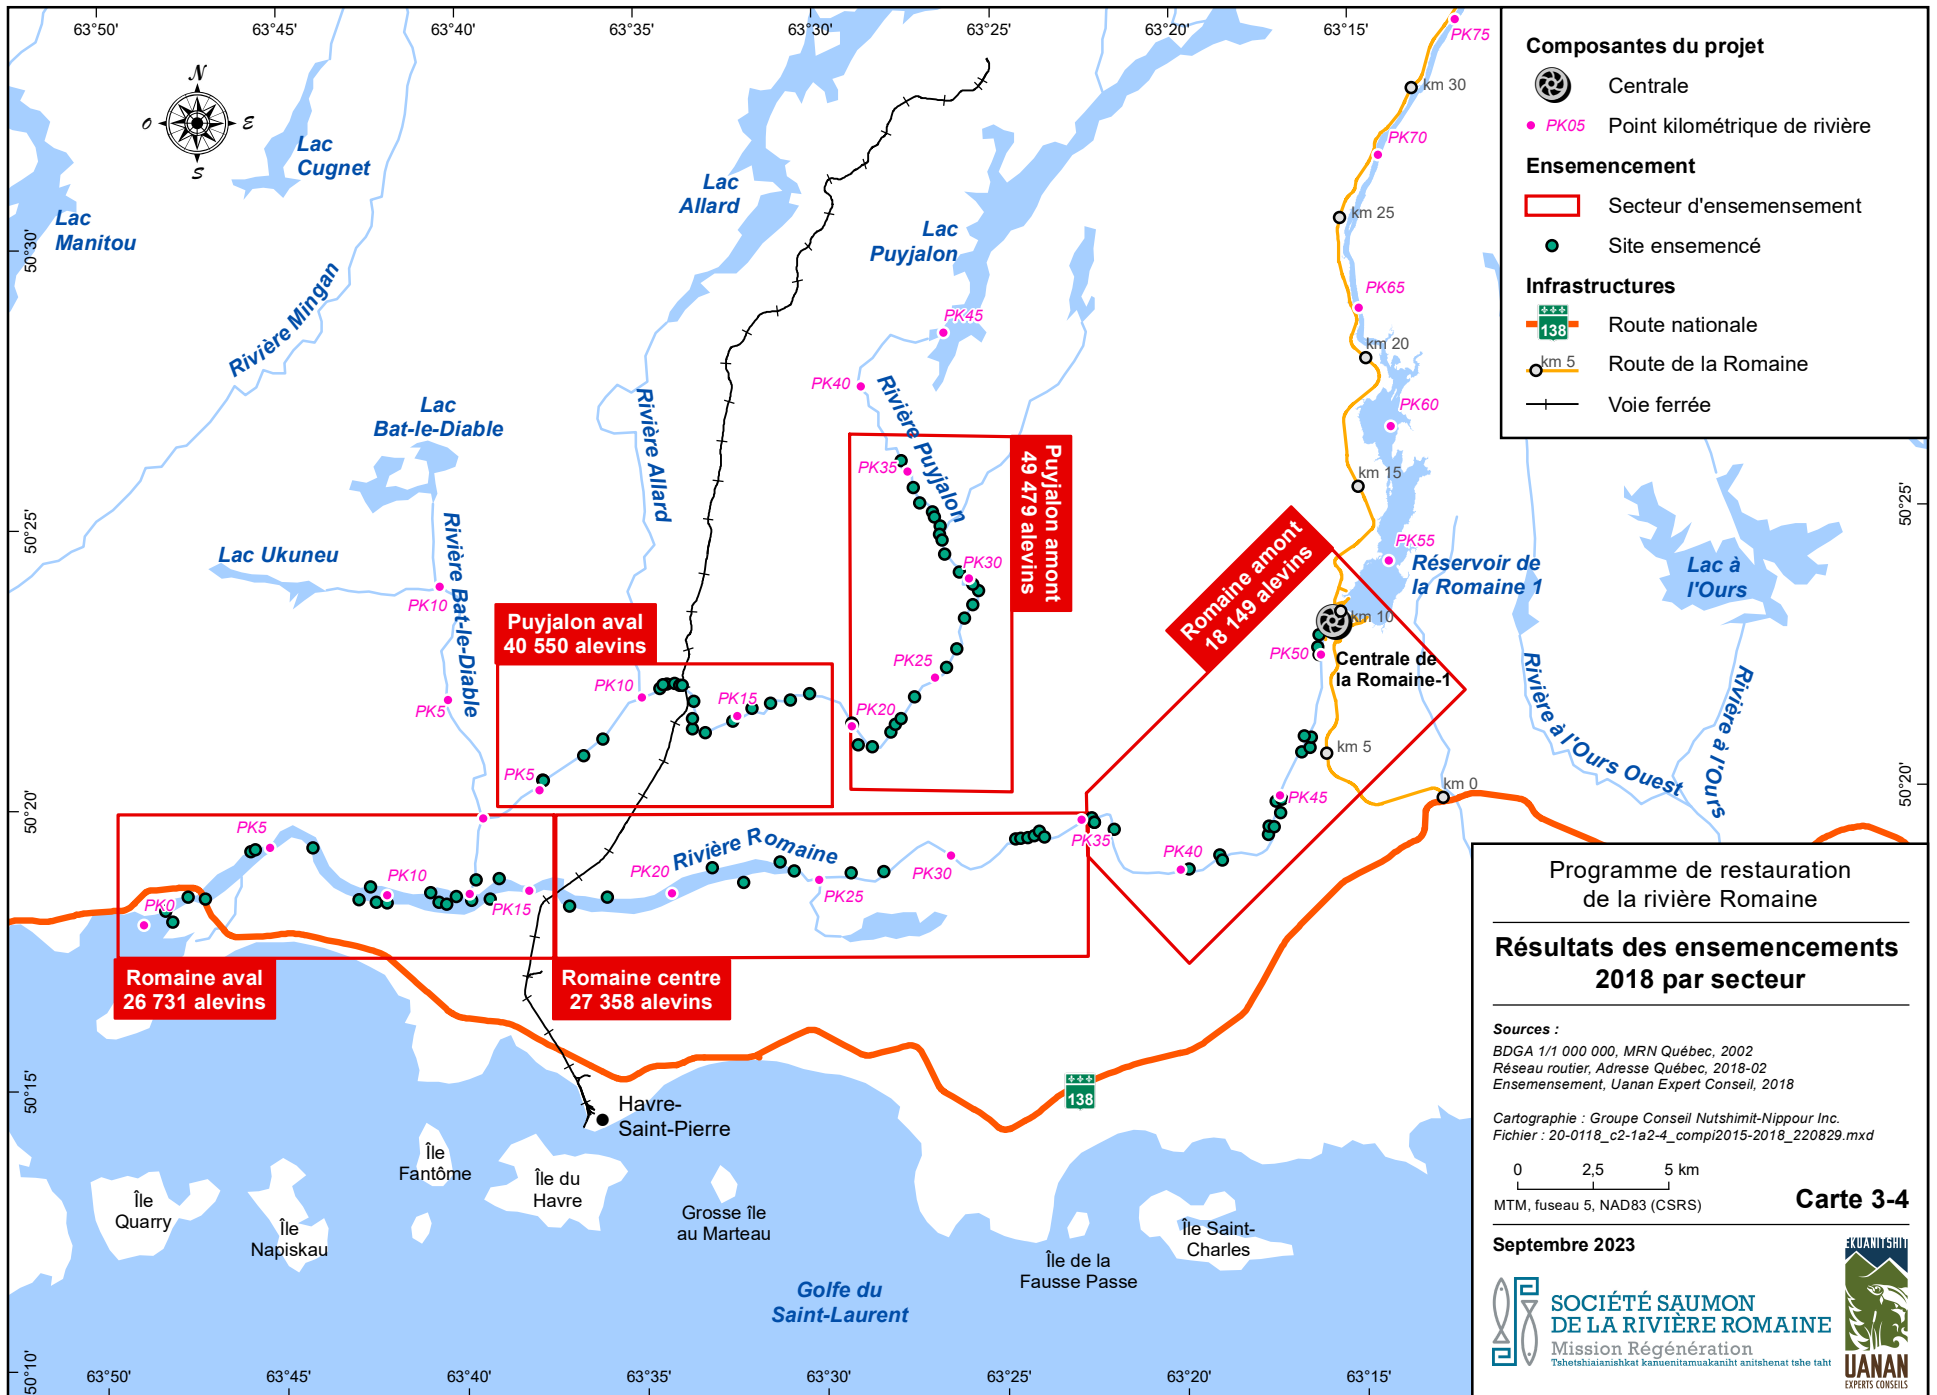 63°50'
63°45'
63°40'
63°35'
63°30'
63°25'
63°20'
63°15'
N
O
E
S
Lac
Cugnet
Lac
Manitou
Rivière Mingan
Lac
Allard
Lac
Puyjalon
Lac
Bat-le-Diable
Lac Ukuneu
Rivière Bat-le-Diable
Rivière Allard
Rivière Puyjalon
PK75
km 30
PK70
km 25
PK65
km 20
PK60
km 15
PK55
Réservoir de
la Romaine 1
km 10
PK50
Centrale de
la Romaine-1
km 5
km 0
PK45
PK40
PK35
PK45
PK40
PK35
PK30
PK25
PK20
PK15
PK10
PK5
PK10
PK5
Puyjalon amont
49 479 alevins
Puyjalon aval
40 550 alevins
Romaine amont
18 149 alevins
Romaine aval
26 731 alevins
Romaine centre
27 358 alevins
PK0
PK5
PK10
PK15
PK20
PK25
PK30
Rivière Romaine
Lac à
l'Ours
Rivière à l'Ours Ouest
Rivière à l'Ours
138
Havre-
Saint-Pierre
Île
Fantôme
Île du
Havre
Île
Quarry
Île
Napiskau
Grosse île
au Marteau
Île de la
Fausse Passe
Île Saint-
Charles
Golfe du
Saint-Laurent
50°30'
50°25'
50°20'
50°15'
50°10'
50°25'
50°20'
63°50'
63°45'
63°40'
63°35'
63°30'
63°25'
63°20'
63°15'
Composantes du projet
Centrale
PK05 Point kilométrique de rivière
Ensemencement
Secteur d'ensemensement
Site ensemencé
Infrastructures
138 Route nationale
km 5 Route de la Romaine
Voie ferrée
Programme de restauration
de la rivière Romaine
Résultats des ensemencements
2018 par secteur
Sources :
BDGA 1/1 000 000, MRN Québec, 2002
Réseau routier, Adresse Québec, 2018-02
Ensemensement, Uanan Expert Conseil, 2018
Cartographie : Groupe Conseil Nutshimit-Nippour Inc.
Fichier : 20-0118_c2-1a2-4_compi2015-2018_220829.mxd
0 2,5 5 km
MTM, fuseau 5, NAD83 (CSRS)
Carte 3-4
Septembre 2023
SOCIÉTÉ SAUMON
DE LA RIVIÈRE ROMAINE
Mission Régénération
Tshetshiaianishkat kanuenitamuakaniht anitshenat tshe taht
EKUANITSHIT
UANAN
EXPERTS CONSEILS